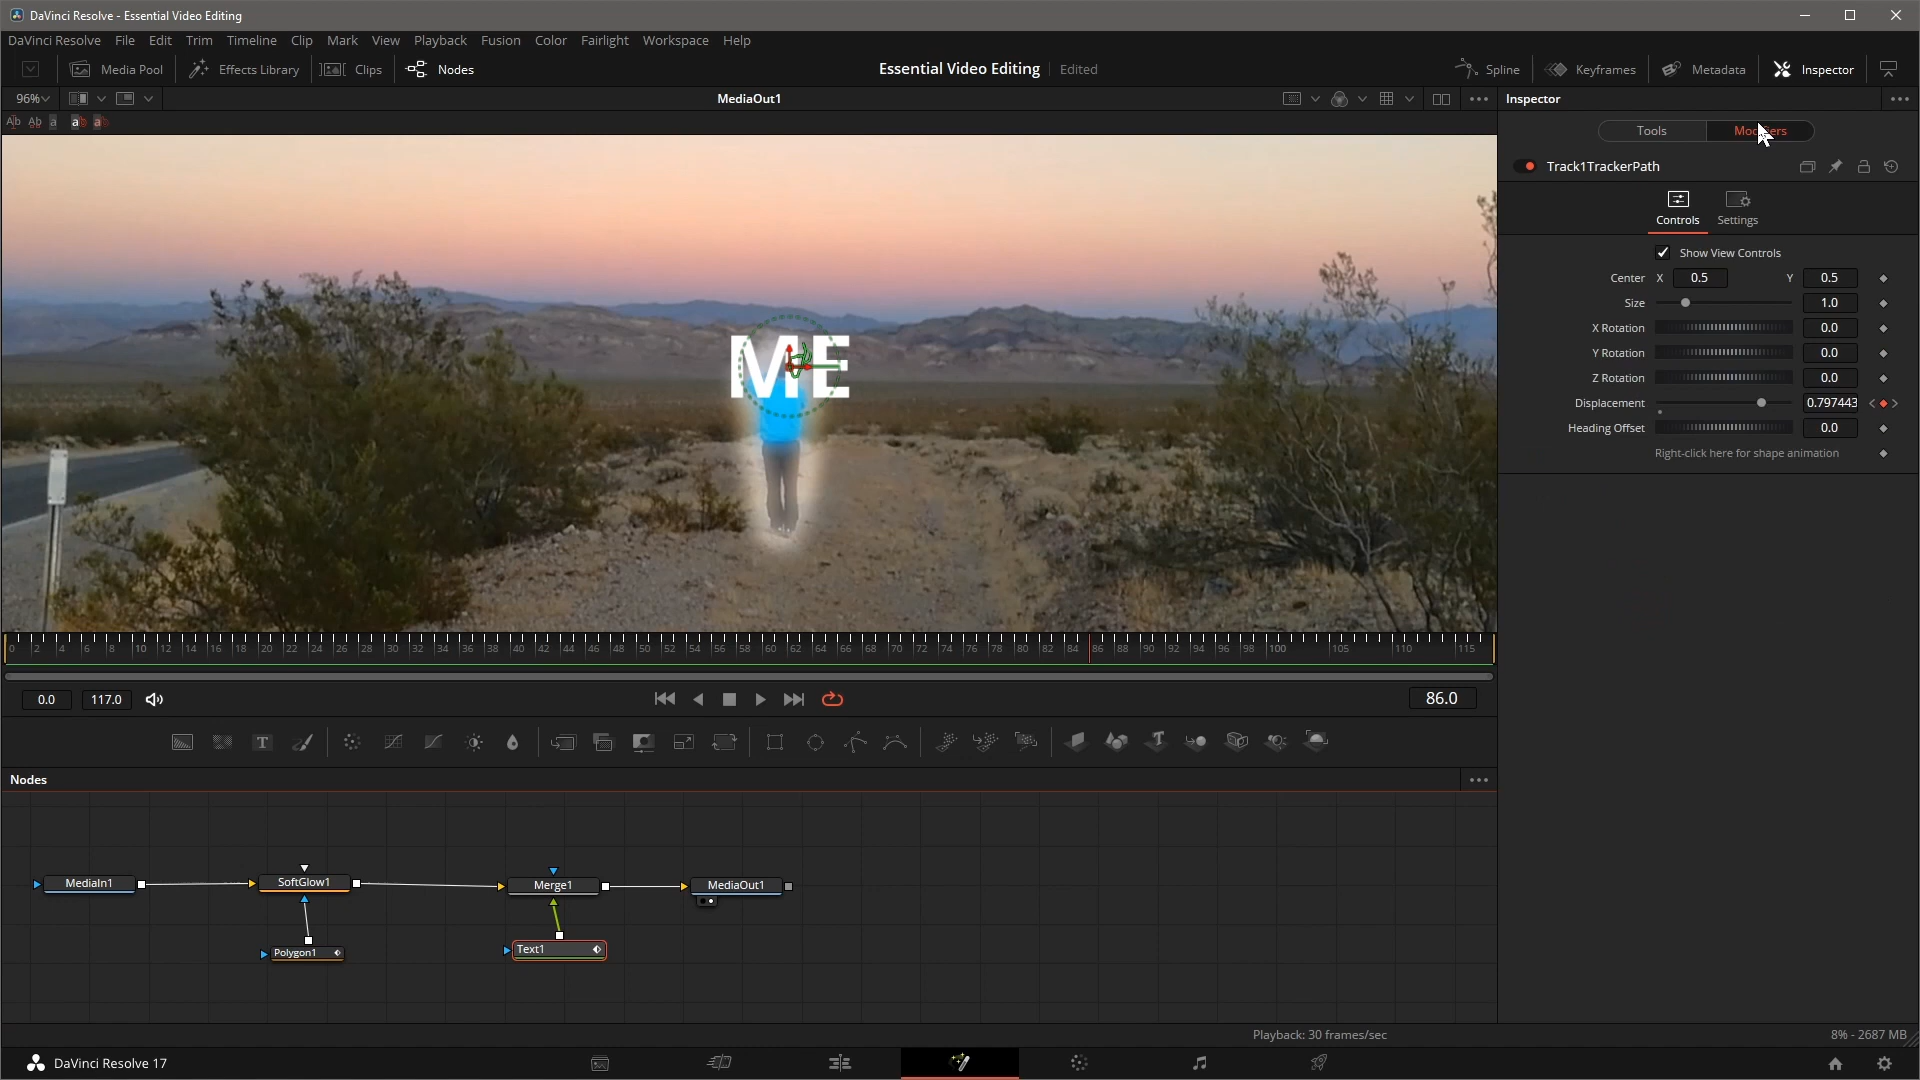 DaVinci Resolve - Essential Video Editing
DaVinci Resolve File Edit Trim Timeline Clip Mark View Playback Fusion Color Fairlight Workspace Help
Media Pool Effects Library Clips Nodes Essential Video Editing Edited Spline Keyframes Metadata Inspector
96% MediaOut1 Inspector
Tools
Track1TrackerPath
Controls Settings
Show View Controls
Center X 0.5 Y 0.5
Size 1.0
X Rotation 0.0
Y Rotation 0.0
Z Rotation 0.0
Displacement 0.797443
Heading Offset 0.0
Right-click here for shape animation
ME
0 2 4 6 8 10 12 14 16 18 20 22 24 26 28 30 32 34 36 38 40 42 44 46 48 50 52 54 56 58 60 62 64 66 68 70 72 74 76 78 80 82 84 86 88 90 92 94 96 98 100 105 110 115
0.0 117.0 86.0
Nodes
MediaIn1 SoftGlow1 Merge1 MediaOut1
Polygon1 Text1
Playback: 30 frames/sec 8% - 2687 MB
DaVinci Resolve 17